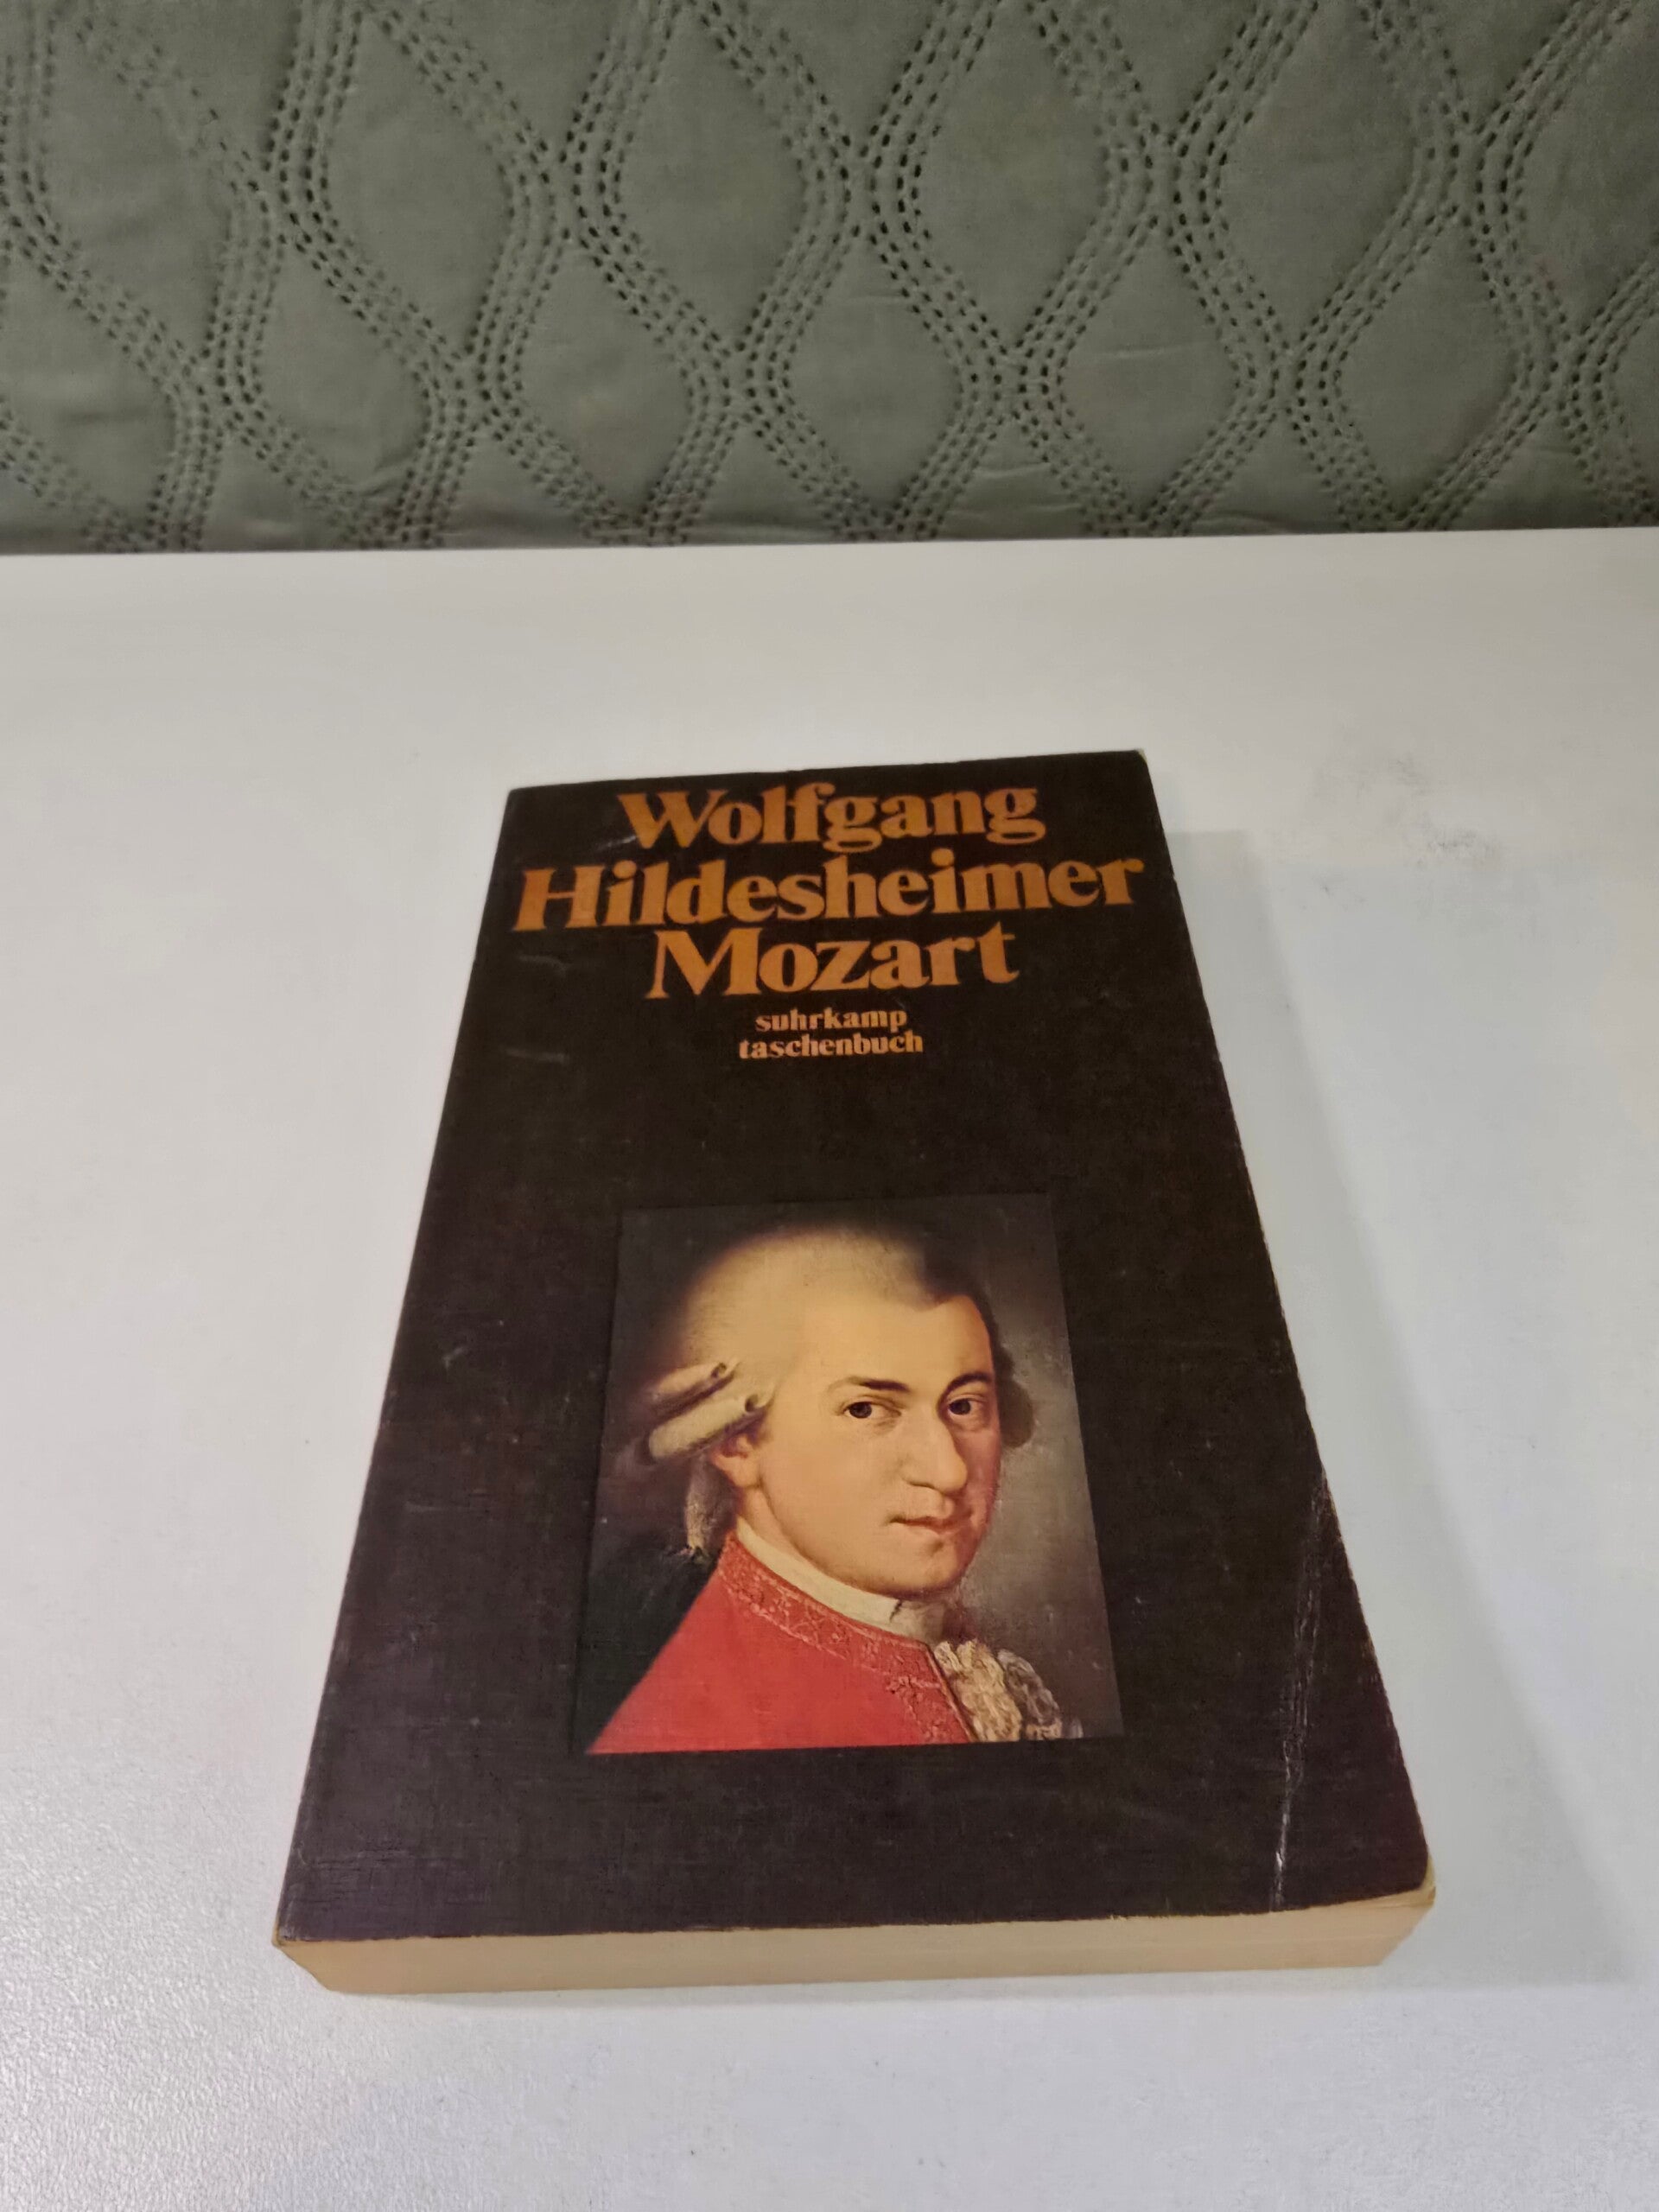 Wolfgang
Hildesheimer
Mozart
suhrkamp
taschenbuch